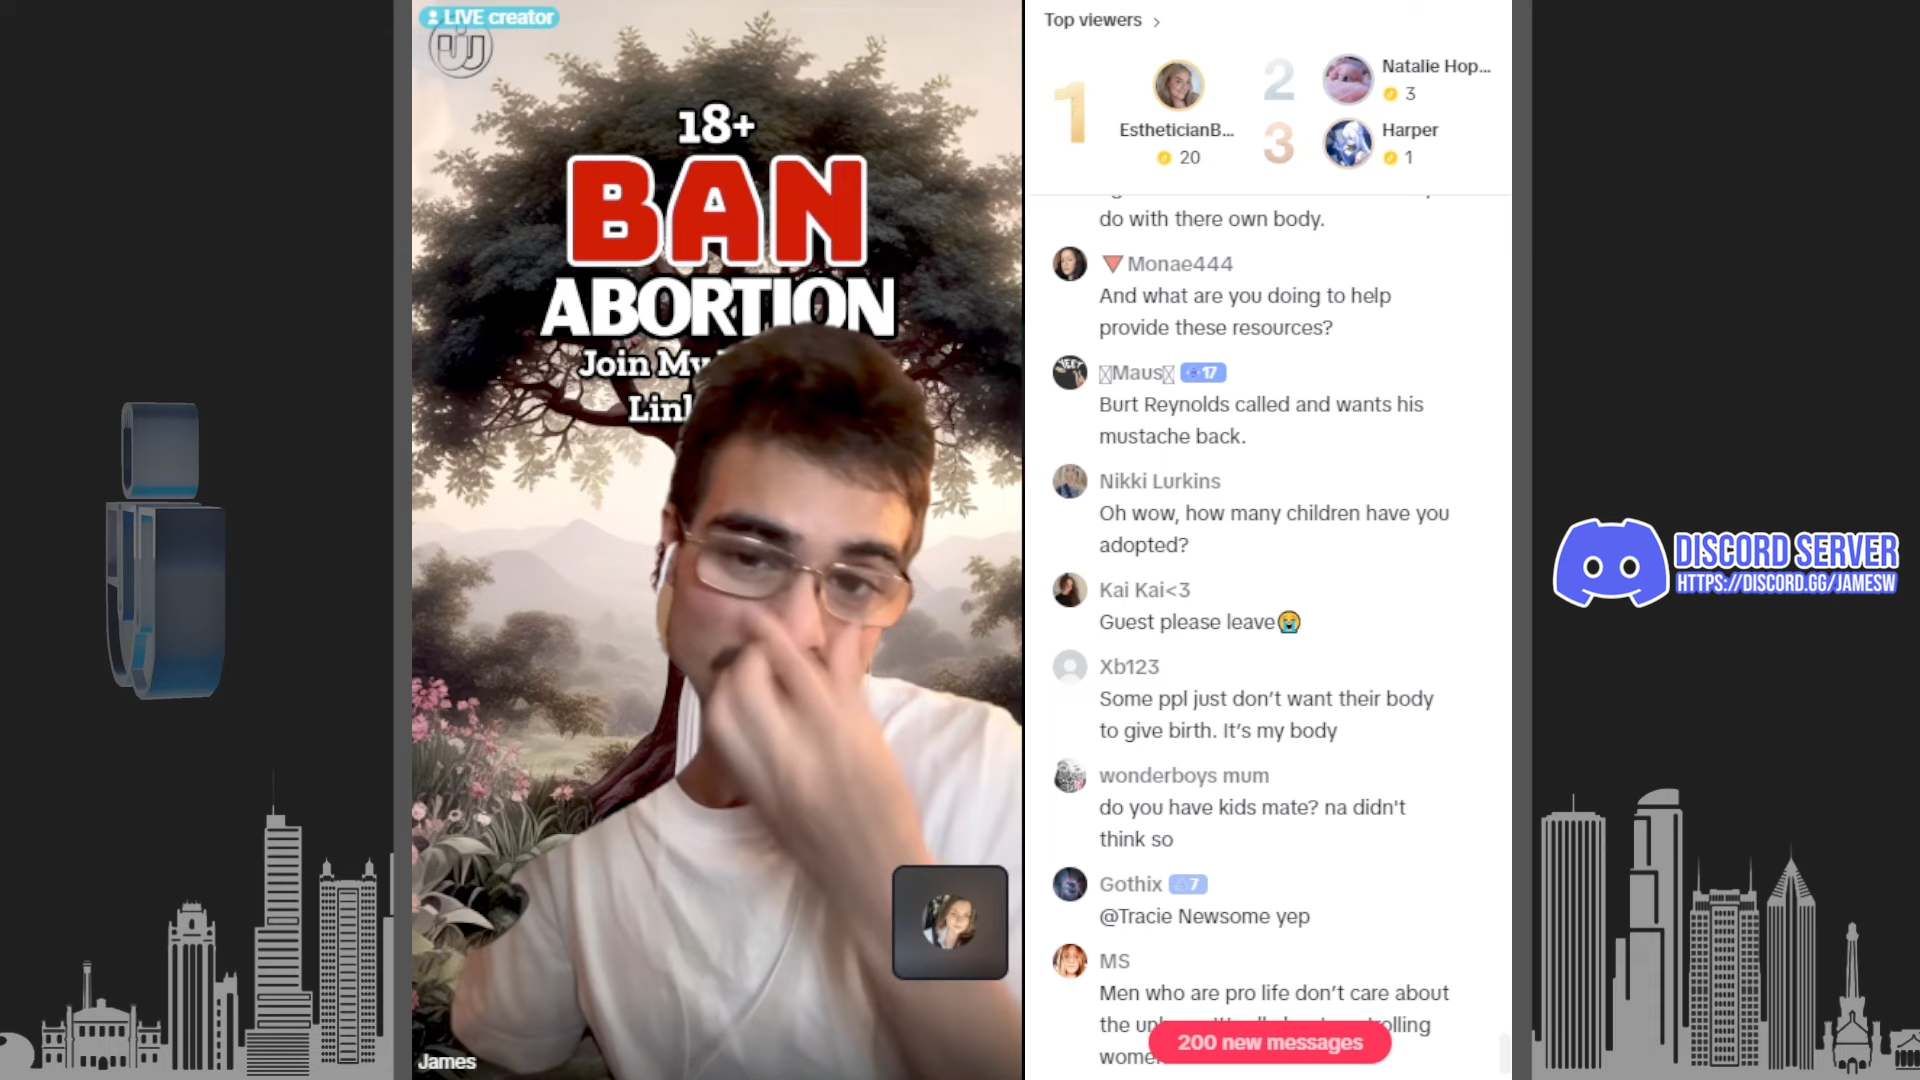 LIVE creator
18+
BAN
ABORTION
Join My
James
Top viewers
1
EstheticianB...
20
2
Natalie Hop...
3
3
Harper
1
do with there own body.
Monae444
And what are you doing to help
provide these resources?
Maus
17
Burt Reynolds called and wants his
mustache back.
Nikki Lurkins
Oh wow, how many children have you
adopted?
Kai Kai<3
Guest please leave😭
Xb123
Some ppl just don’t want their body
to give birth. It’s my body
wonderboys mum
do you have kids mate? na didn't
think so
Gothix
7
@Tracie Newsome yep
MS
Men who are pro life don’t care about
the
200 new messages
DISCORD SERVER
HTTPS://DISCORD.GG/JAMESW